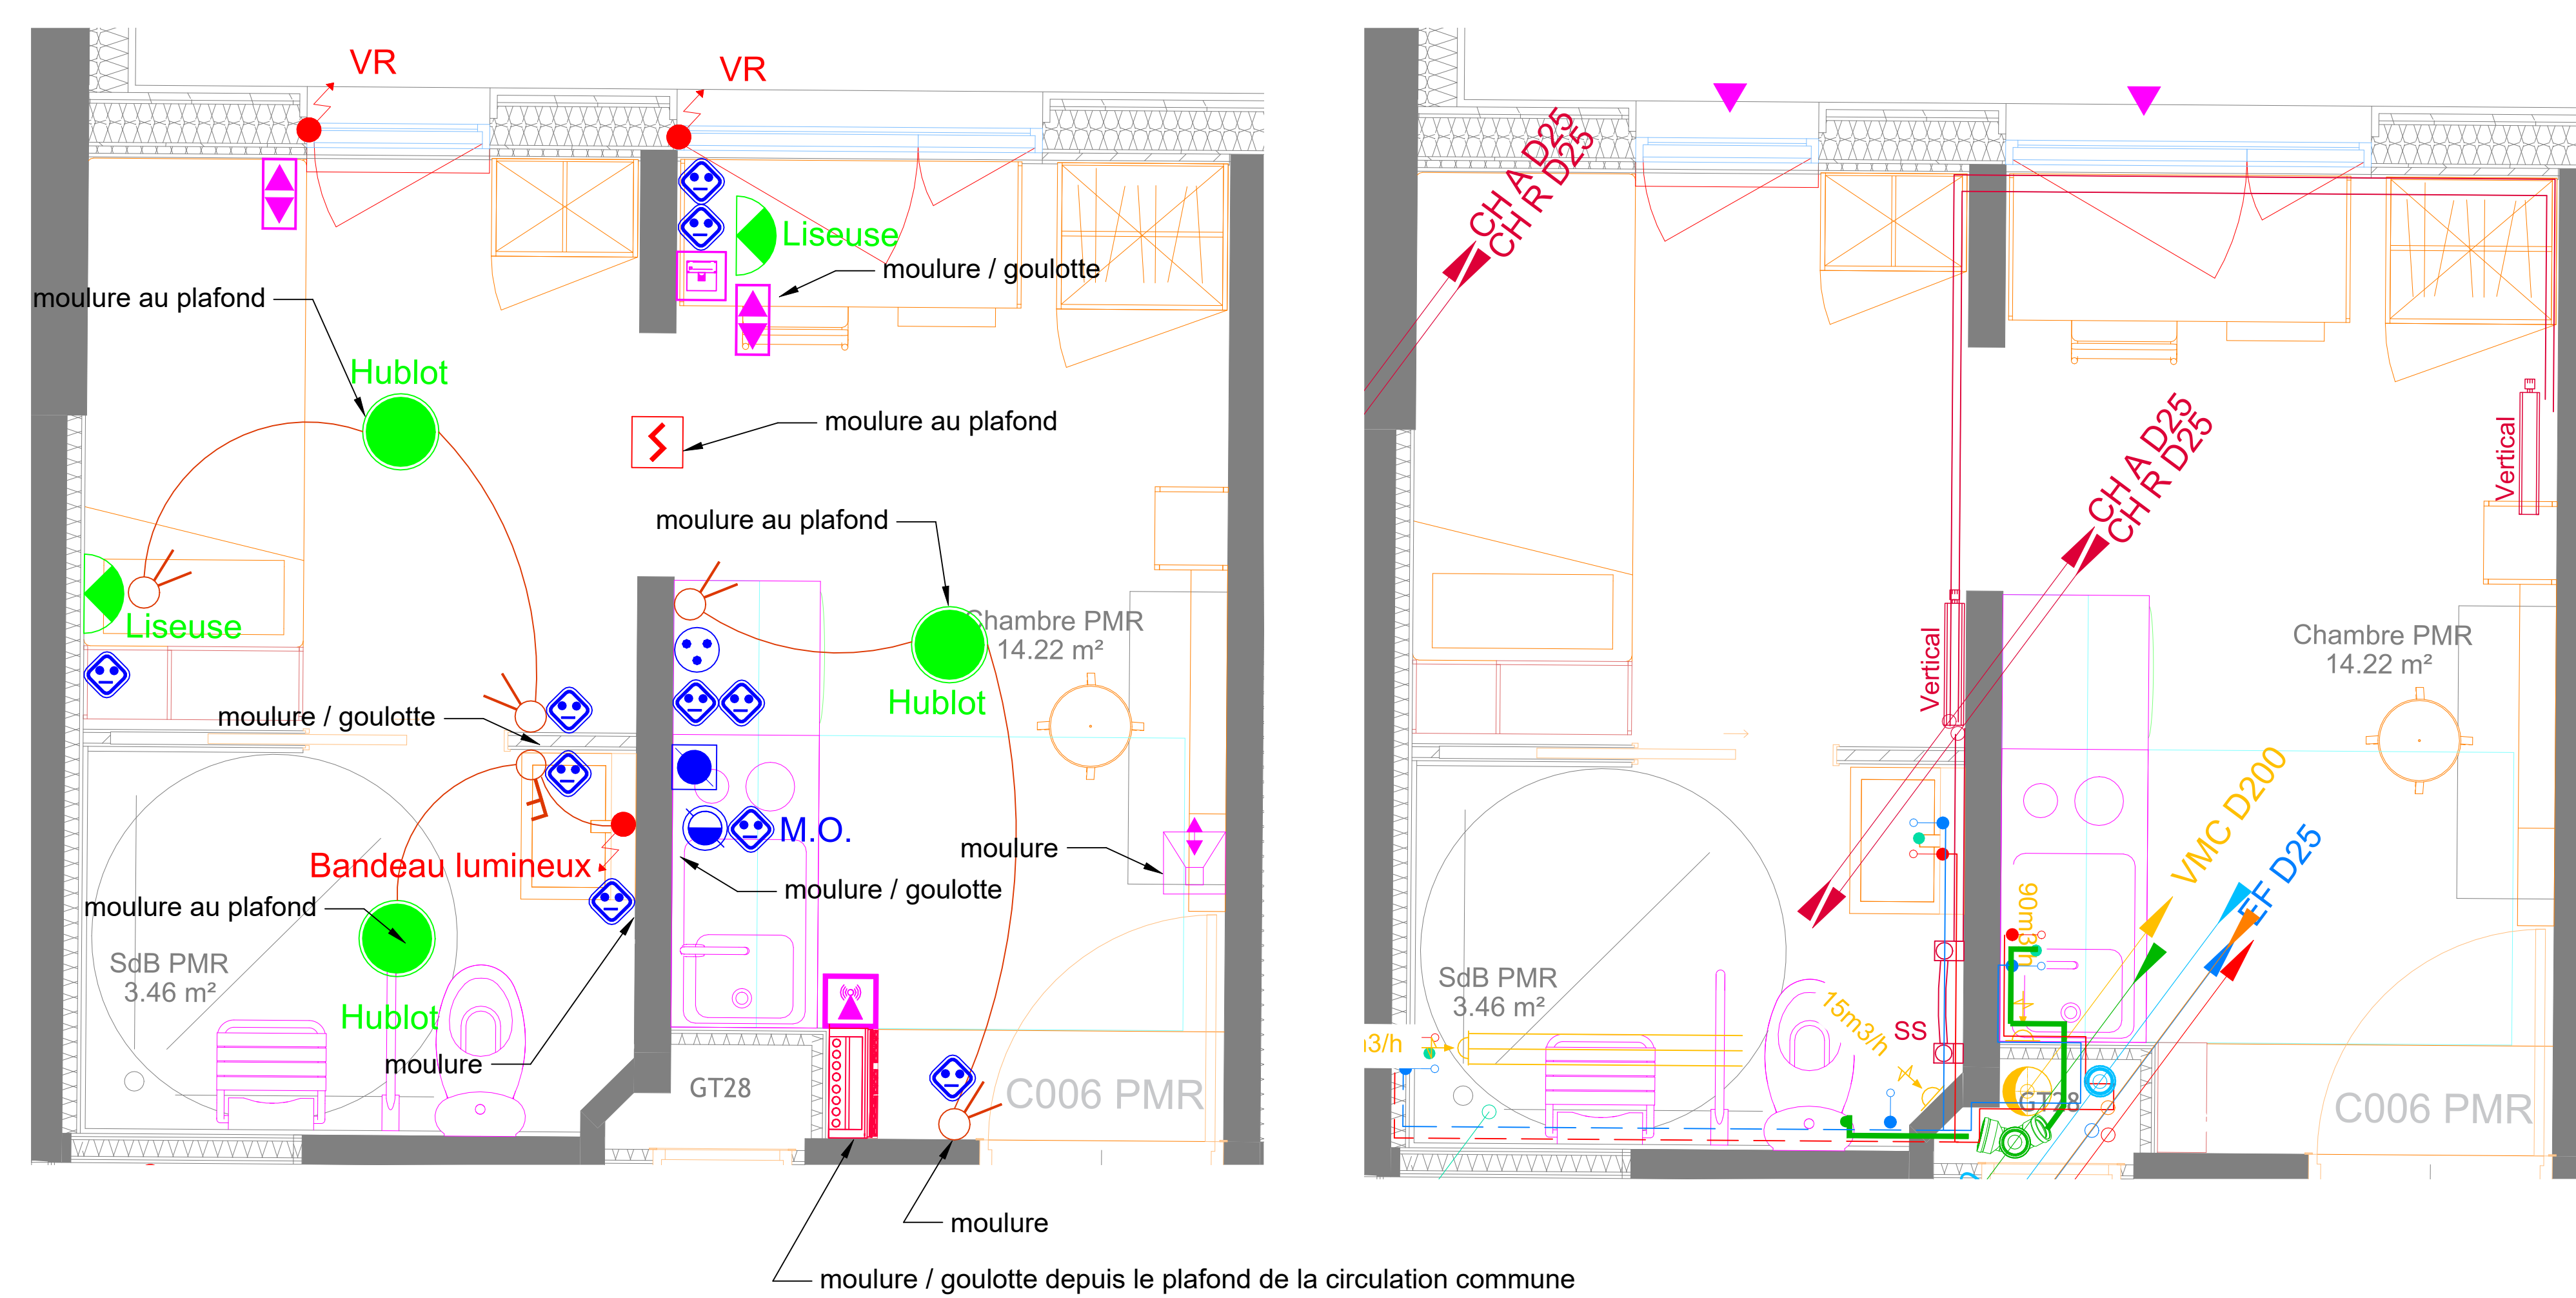 VR
VR
Liseuse
moulure / goulotte
moulure au plafond
Hublot
moulure au plafond
moulure au plafond
Chambre PMR
14.22 m²
Liseuse
Hublot
moulure / goulotte
M.O.
moulure
Bandeau lumineux
moulure / goulotte
moulure au plafond
SdB PMR
3.46 m²
Hublot
moulure
GT28
C006 PMR
moulure
moulure / goulotte depuis le plafond de la circulation commune
CH A D25
CH R D25
CH A D25
CH R D25
Vertical
Vertical
Chambre PMR
14.22 m²
VMC D200
EF D25
90m3/h
SdB PMR
3.46 m²
15m3/h
SS
m3/h
GT28
C006 PMR